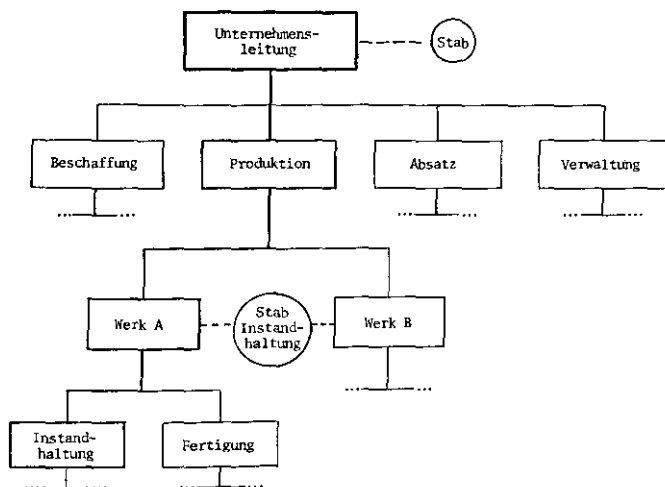 Unternehmens-
leitung
Stab
Beschaffung
Produktion
Absatz
Verwaltung
Werk A
Stab
Instand-
haltung
Werk B
Instand-
haltung
Fertigung